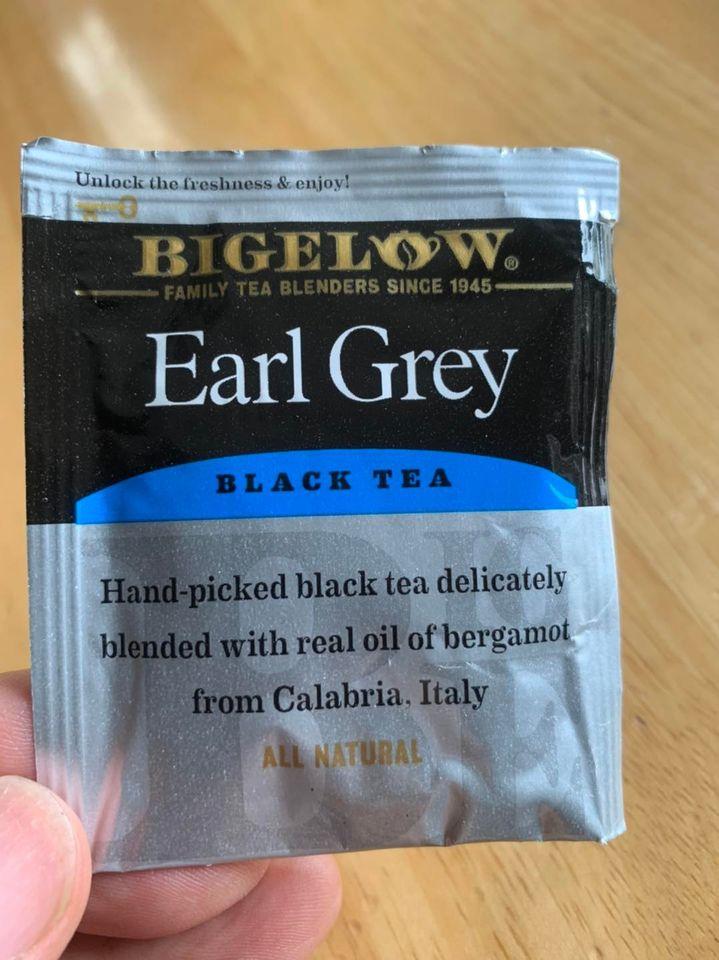 Unlock the freshness & enjoy!
BIGELOW®
FAMILY TEA BLENDERS SINCE 1945
Earl Grey
BLACK TEA
Hand-picked black tea delicately
blended with real oil of bergamot
from Calabria, Italy
ALL NATURAL